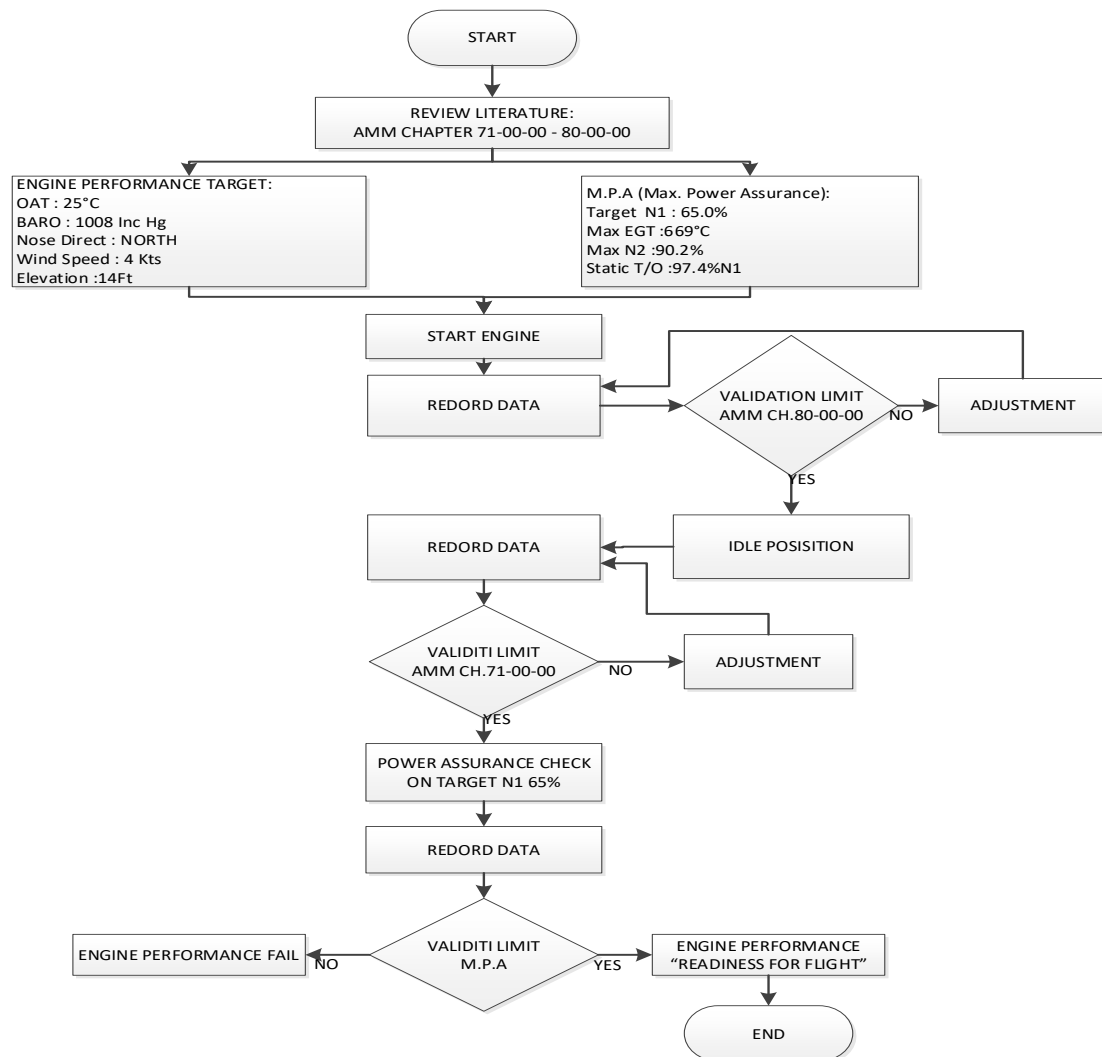 START
REVIEW LITERATURE:
AMM CHAPTER 71-00-00 - 80-00-00
ENGINE PERFORMANCE TARGET:
OAT : 25°C
BARO : 1008 Inc Hg
Nose Direct : NORTH
Wind Speed : 4 Kts
Elevation :14Ft
M.P.A (Max. Power Assurance):
Target N1 : 65.0%
Max EGT :669°C
Max N2 :90.2%
Static T/O :97.4%N1
START ENGINE
REDORD DATA
VALIDATION LIMIT
AMM CH.80-00-00
NO
ADJUSTMENT
YES
IDLE POSISITION
REDORD DATA
VALIDITI LIMIT
AMM CH.71-00-00
NO
ADJUSTMENT
YES
POWER ASSURANCE CHECK
ON TARGET N1 65%
REDORD DATA
VALIDITI LIMIT
M.P.A
NO
ENGINE PERFORMANCE FAIL
YES
ENGINE PERFORMANCE
“READINESS FOR FLIGHT”
END